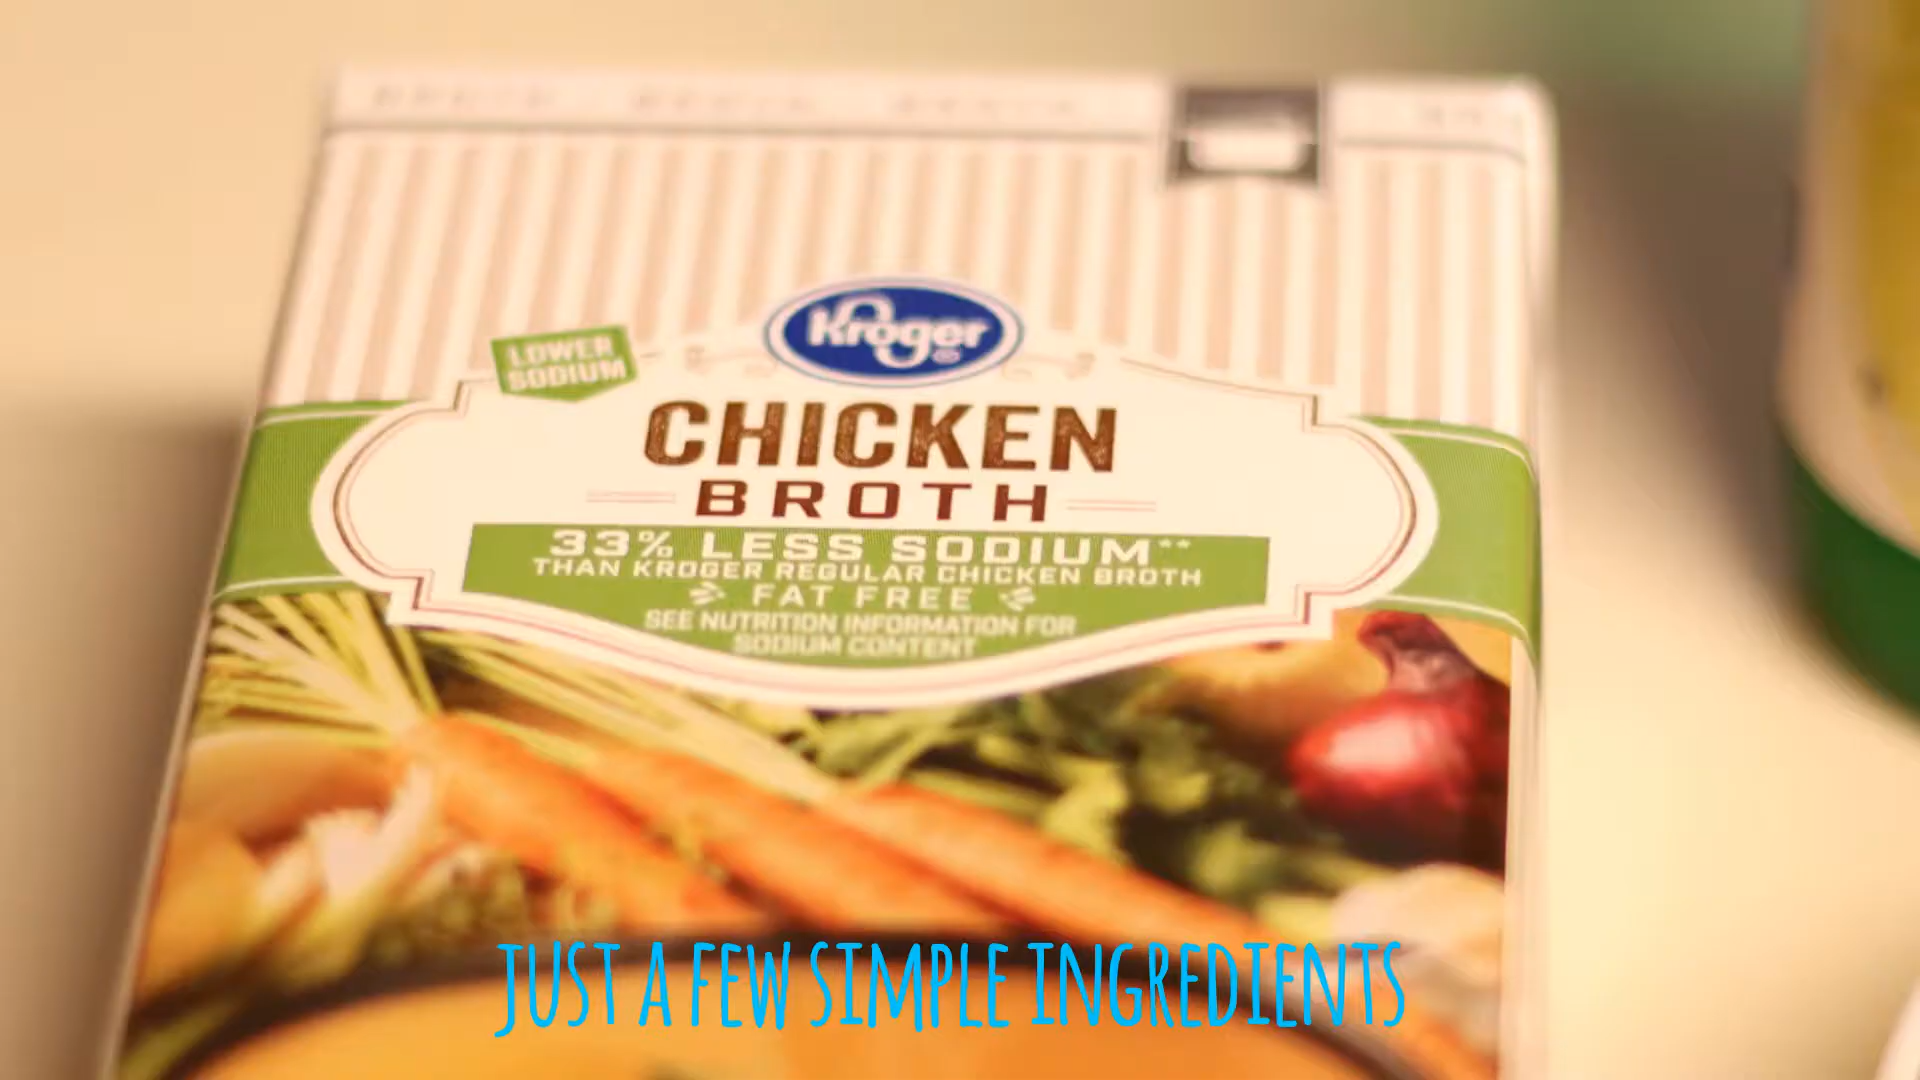 Kroger
LOWER
SODIUM
CHICKEN
BROTH
33% LESS SODIUM**
THAN KROGER REGULAR CHICKEN BROTH
FAT FREE
SEE NUTRITION INFORMATION FOR
SODIUM CONTENT
JUST A FEW SIMPLE INGREDIENTS